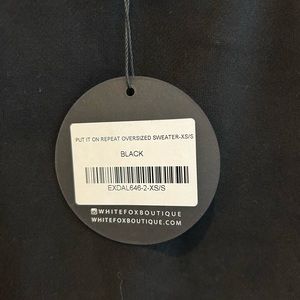 PUT IT ON REPEAT OVERSIZED SWEATER-XS/S
BLACK
EXDAL646-2-XS/S
WHITEFOXBOUTIQUE
WHITEFOXBOUTIQUE.COM